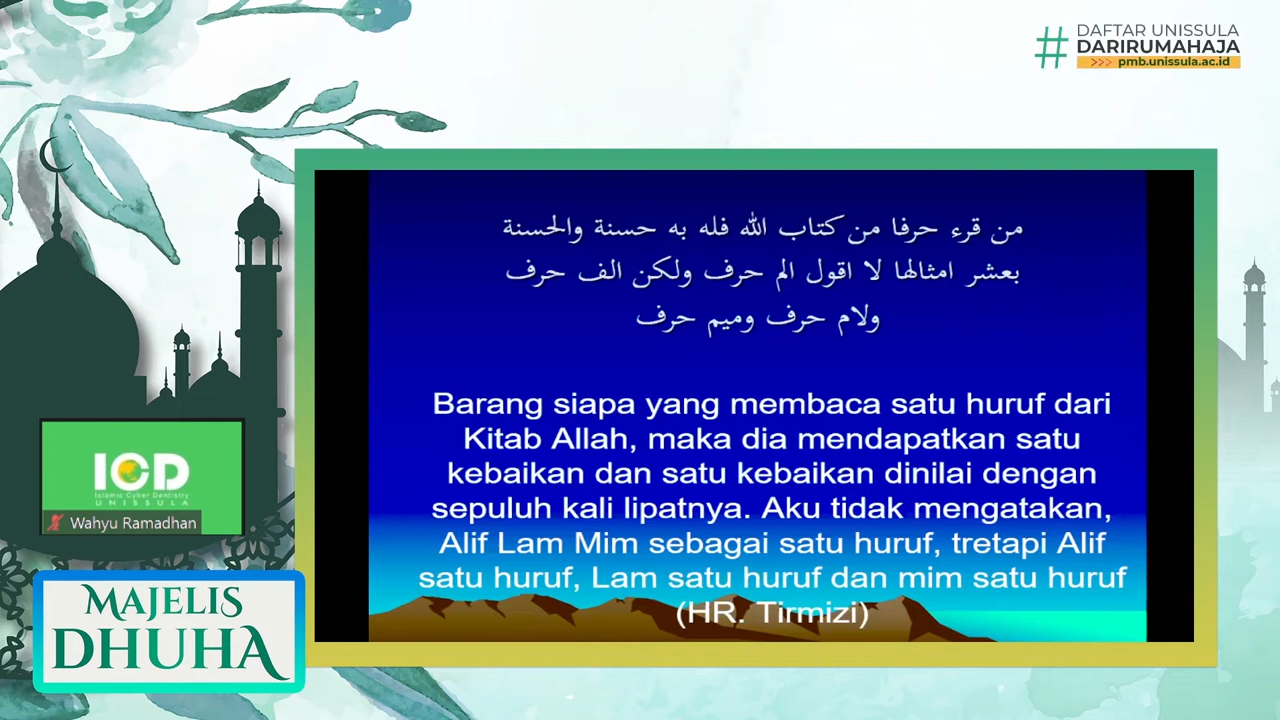 # DAFTAR UNISSULA
DARIRUMAHAJA
>>> pmb.unissula.ac.id
من قرء حرفا من كتاب الله فله به حسنة والحسنة
بعشر امثالها لا اقول الم حرف ولكن الف حرف
ولام حرف وميم حرف
Barang siapa yang membaca satu huruf dari
Kitab Allah, maka dia mendapatkan satu
kebaikan dan satu kebaikan dinilai dengan
sepuluh kali lipatnya. Aku tidak mengatakan,
Alif Lam Mim sebagai satu huruf, tretapi Alif
satu huruf, Lam satu huruf dan mim satu huruf
(HR. Tirmizi)
ICD
Islamic Cyber Dentistry
UNISSULA
Wahyu Ramadhan
MAJELIS
DHUHA